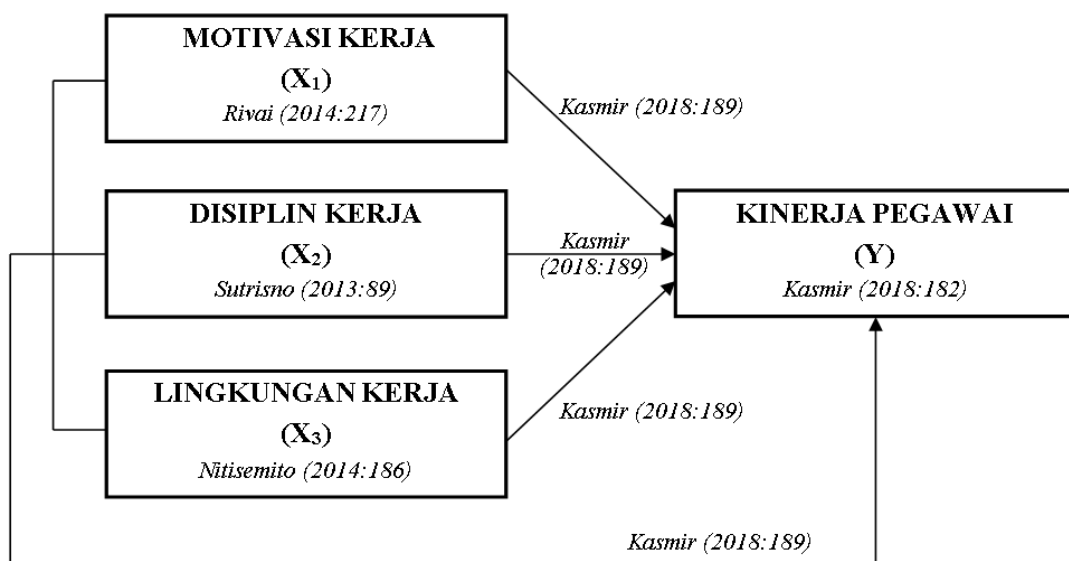 MOTIVASI KERJA
(X₁)
Rivai (2014:217)
Kasmir (2018:189)
DISIPLIN KERJA
(X₂)
Sutrisno (2013:89)
Kasmir
(2018:189)
KINERJA PEGAWAI
(Y)
Kasmir (2018:182)
LINGKUNGAN KERJA
(X₃)
Nitisemito (2014:186)
Kasmir (2018:189)
Kasmir (2018:189)